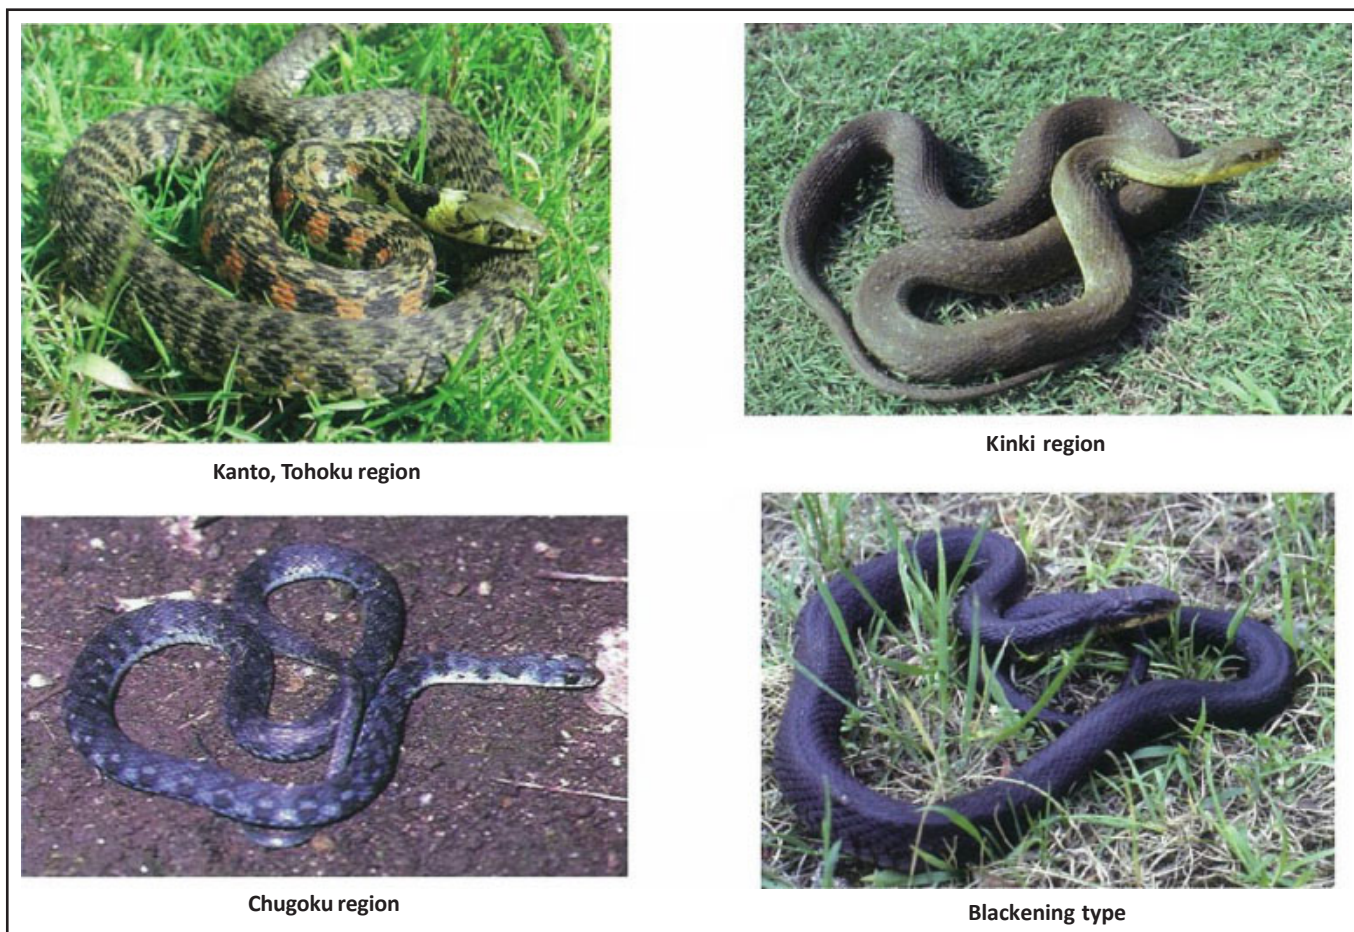 Kanto, Tohoku region
Kinki region
Chugoku region
Blackening type